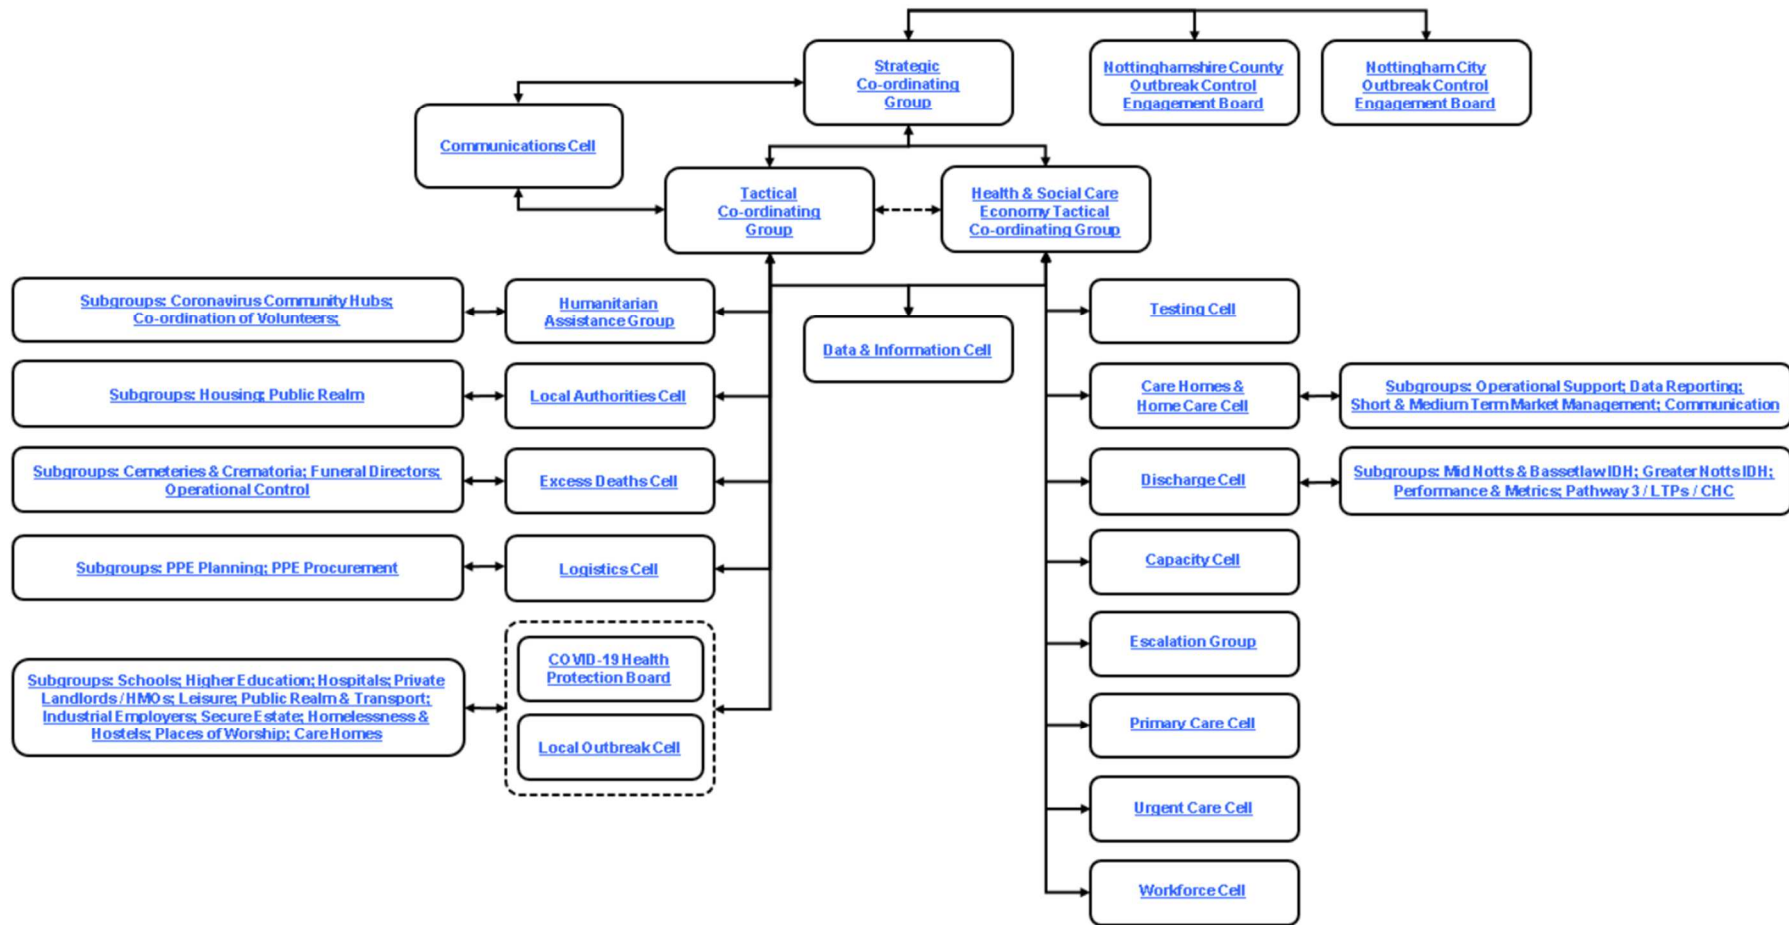 Strategic
Co-ordinating
Group
Nottinghamshire County
Outbreak Control
Engagement Board
Nottingham City
Outbreak Control
Engagement Board
Communications Cell
Tactical
Co-ordinating
Group
Health & Social Care
Economy Tactical
Co-ordinating Group
Subgroups: Coronavirus Community Hubs;
Co-ordination of Volunteers;
Humanitarian
Assistance Group
Data & Information Cell
Testing Cell
Subgroups: Housing; Public Realm
Local Authorities Cell
Care Homes &
Home Care Cell
Subgroups: Operational Support; Data Reporting;
Short & Medium Term Market Management; Communication
Subgroups: Cemeteries & Crematoria; Funeral Directors;
Operational Control
Excess Deaths Cell
Discharge Cell
Subgroups: Mid Notts & Bassetlaw IDH; Greater Notts IDH;
Performance & Metrics; Pathway 3 / LTPs / CHC
Subgroups: PPE Planning; PPE Procurement
Logistics Cell
Capacity Cell
Escalation Group
Subgroups: Schools; Higher Education; Hospitals; Private
Landlords / HMOs; Leisure; Public Realm & Transport;
Industrial Employers; Secure Estate; Homelessness &
Hostels; Places of Worship; Care Homes
COVID-19 Health
Protection Board
Local Outbreak Cell
Primary Care Cell
Urgent Care Cell
Workforce Cell